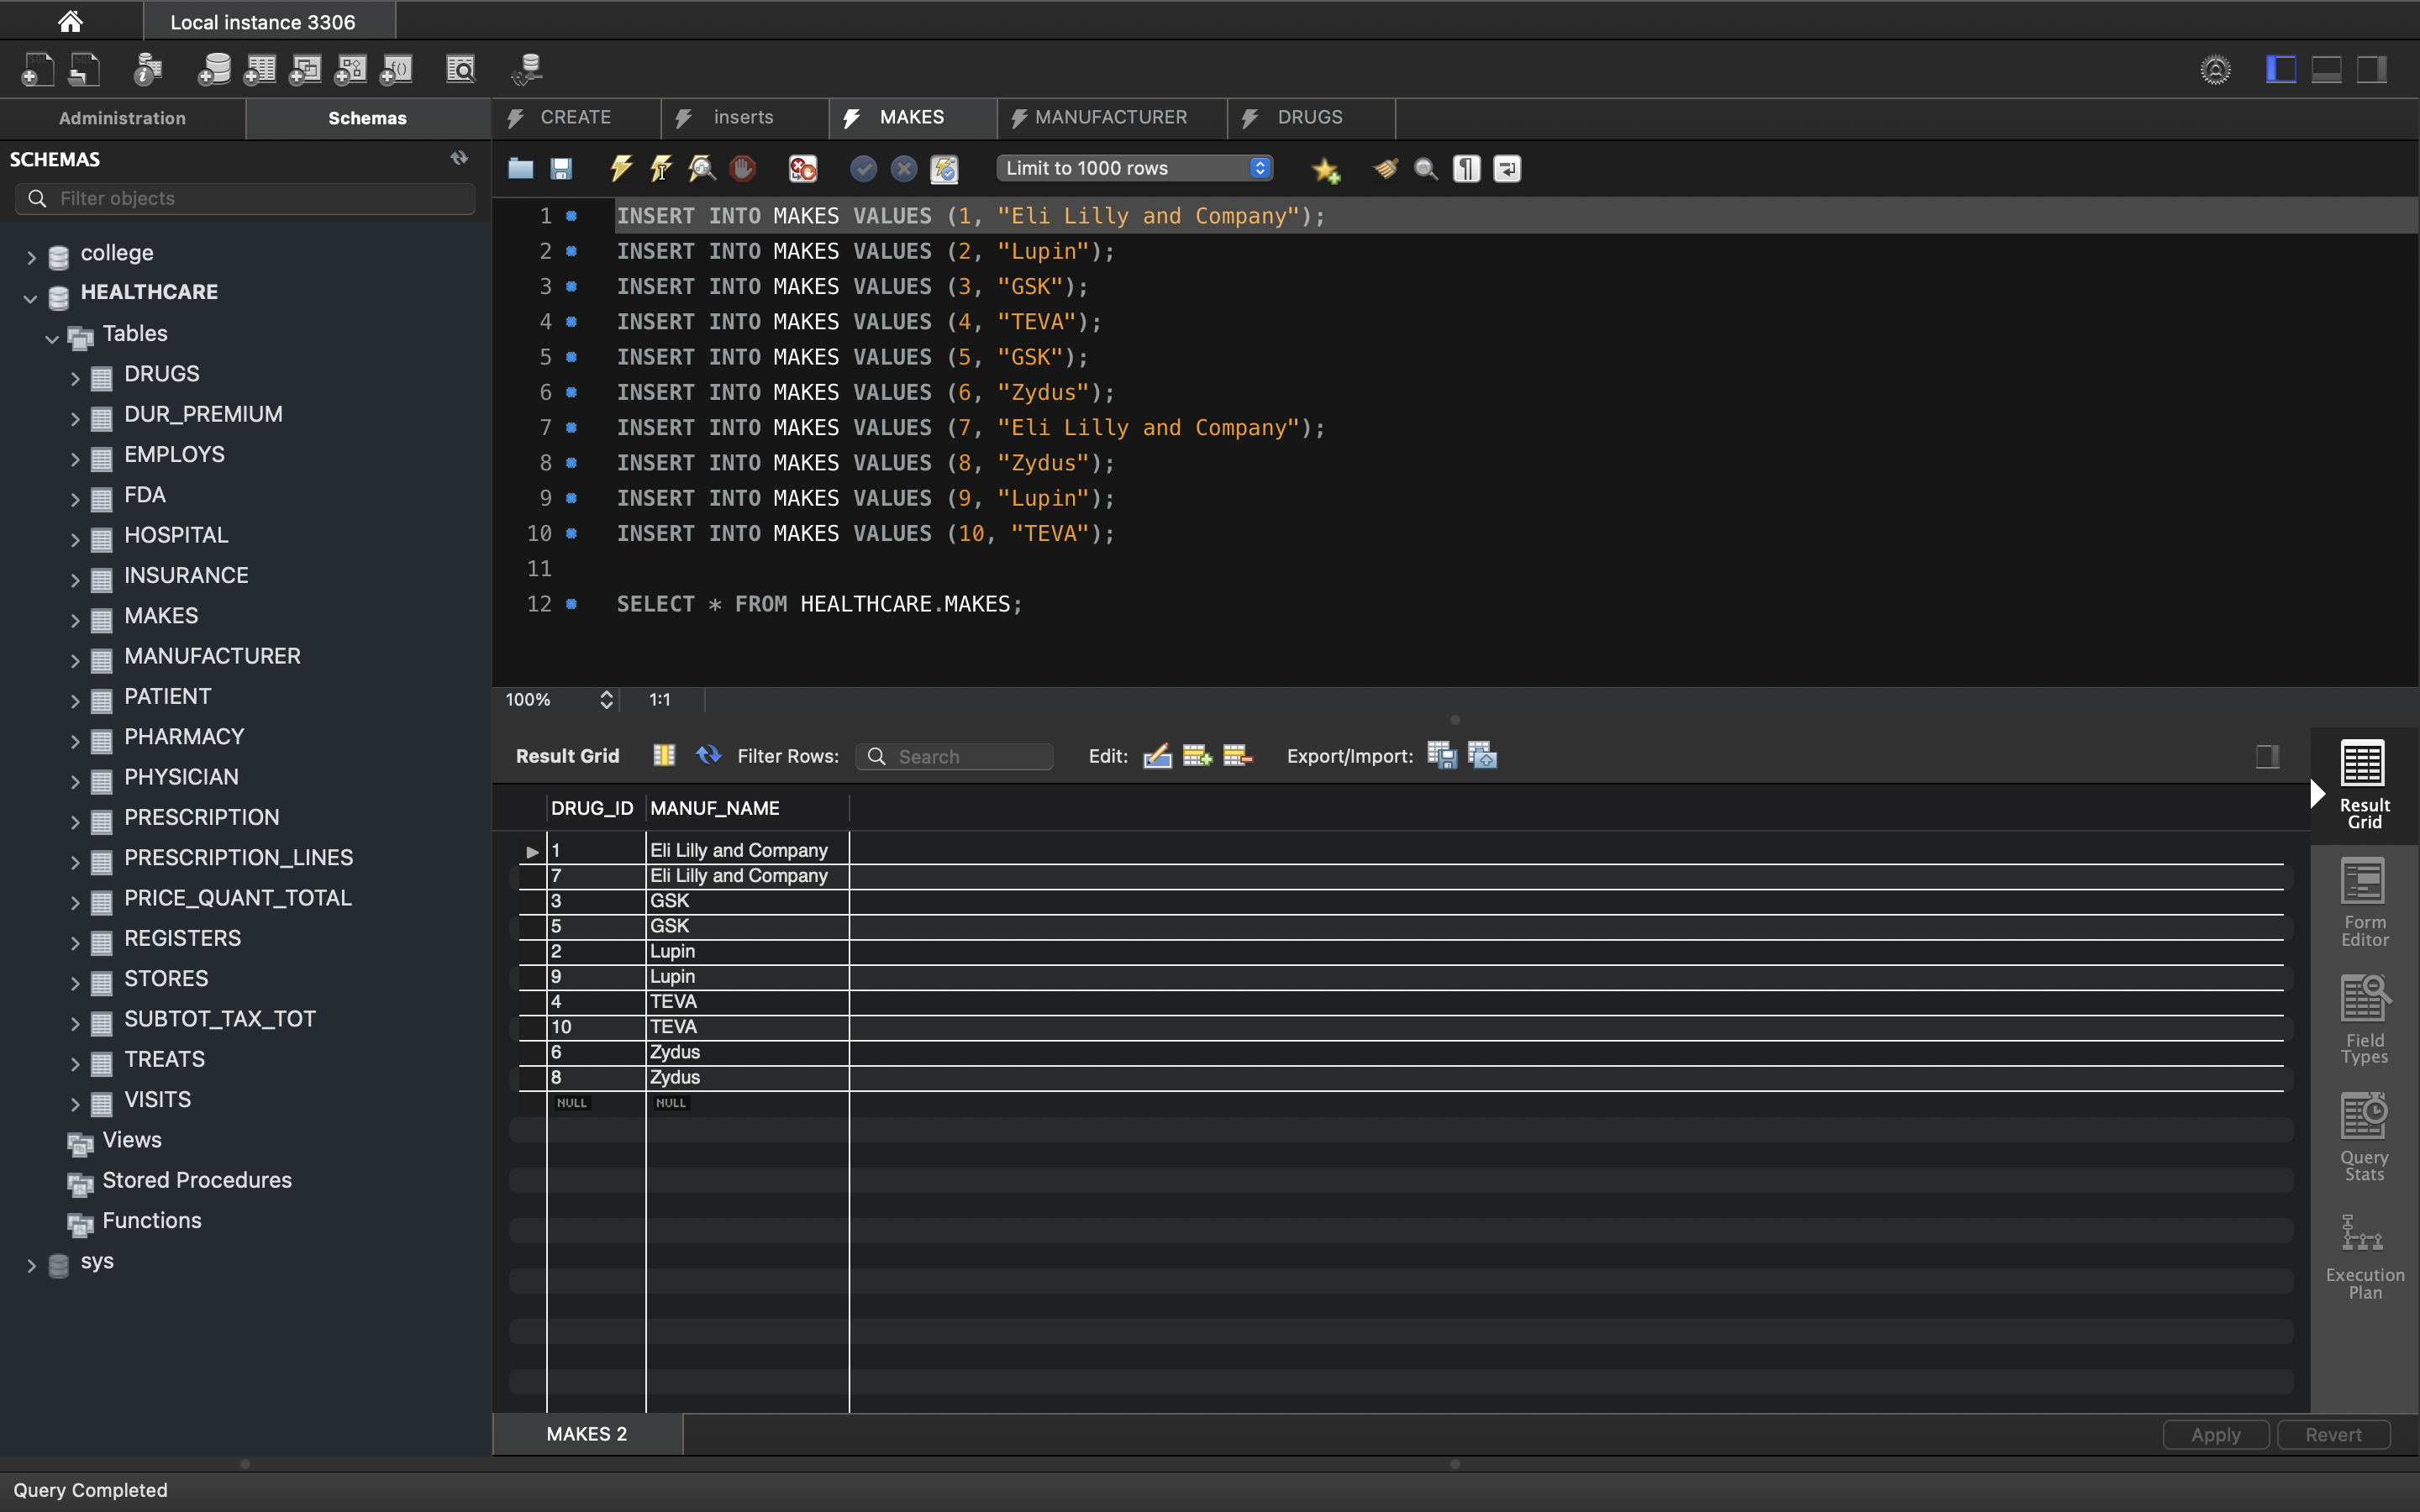 Local instance 3306
Administration
Schemas
CREATE
inserts
MAKES
MANUFACTURER
DRUGS
SCHEMAS
Filter objects
college
HEALTHCARE
Tables
DRUGS
DUR_PREMIUM
EMPLOYS
FDA
HOSPITAL
INSURANCE
MAKES
MANUFACTURER
PATIENT
PHARMACY
PHYSICIAN
PRESCRIPTION
PRESCRIPTION_LINES
PRICE_QUANT_TOTAL
REGISTERS
STORES
SUBTOT_TAX_TOT
TREATS
VISITS
Views
Stored Procedures
Functions
sys
Limit to 1000 rows
1 INSERT INTO MAKES VALUES (1, "Eli Lilly and Company");
2 INSERT INTO MAKES VALUES (2, "Lupin");
3 INSERT INTO MAKES VALUES (3, "GSK");
4 INSERT INTO MAKES VALUES (4, "TEVA");
5 INSERT INTO MAKES VALUES (5, "GSK");
6 INSERT INTO MAKES VALUES (6, "Zydus");
7 INSERT INTO MAKES VALUES (7, "Eli Lilly and Company");
8 INSERT INTO MAKES VALUES (8, "Zydus");
9 INSERT INTO MAKES VALUES (9, "Lupin");
10 INSERT INTO MAKES VALUES (10, "TEVA");
11
12 SELECT * FROM HEALTHCARE.MAKES;
100% 1:1
Result Grid Filter Rows: Search Edit: Export/Import:
DRUG_ID MANUF_NAME
1 Eli Lilly and Company
7 Eli Lilly and Company
3 GSK
5 GSK
2 Lupin
9 Lupin
4 TEVA
10 TEVA
6 Zydus
8 Zydus
NULL NULL
Result
Grid
Form
Editor
Field
Types
Query
Stats
Execution
Plan
MAKES 2
Apply Revert
Query Completed